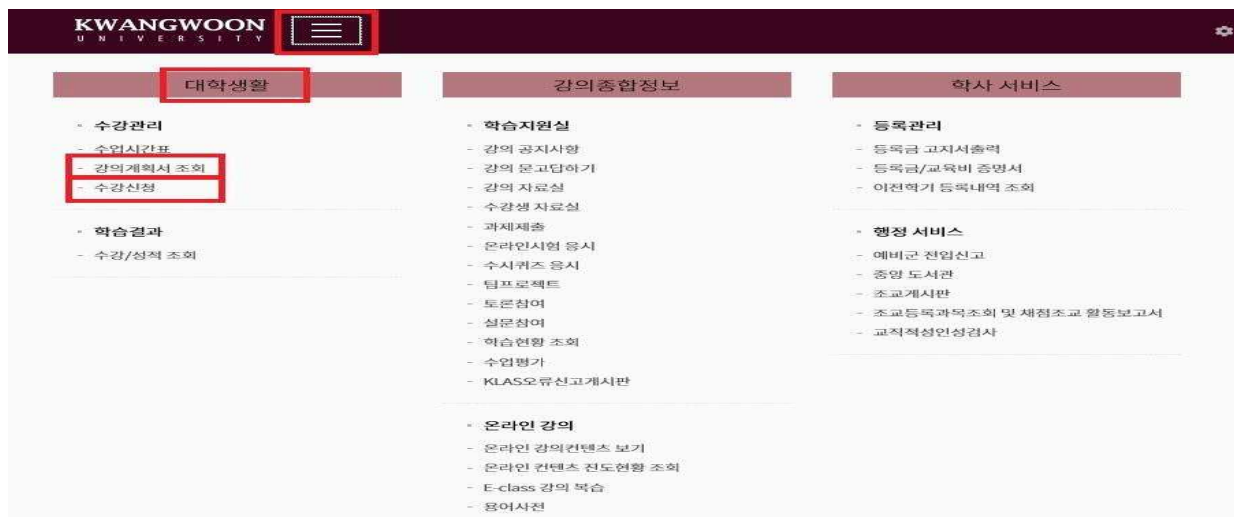 KWANGWOON
UNIVERSITY
대학생활
수강관리
- 수업시간표
- 강의계획서 조회
- 수강신청
학습결과
- 수강/성적 조회
강의종합정보
학습지원실
- 강의 공지사항
- 강의 묻고답하기
- 강의 자료실
- 수강생 자료실
- 과제제출
- 온라인시험 응시
- 수시퀴즈 응시
- 팀프로젝트
- 토론참여
- 설문참여
- 학습현황 조회
- 수업평가
- KLAS오류신고게시판
온라인 강의
- 온라인 강의컨텐츠 보기
- 온라인 컨텐츠 진도현황 조회
- E-class 강의 복습
- 용어사전
학사 서비스
등록관리
- 등록금 고지서출력
- 등록금/교육비 증명서
- 이전학기 등록내역 조회
행정 서비스
- 예비군 전입신고
- 중앙 도서관
- 조교게시판
- 조교등록과목조회 및 채점조교 활동보고서
- 교직적성인성검사